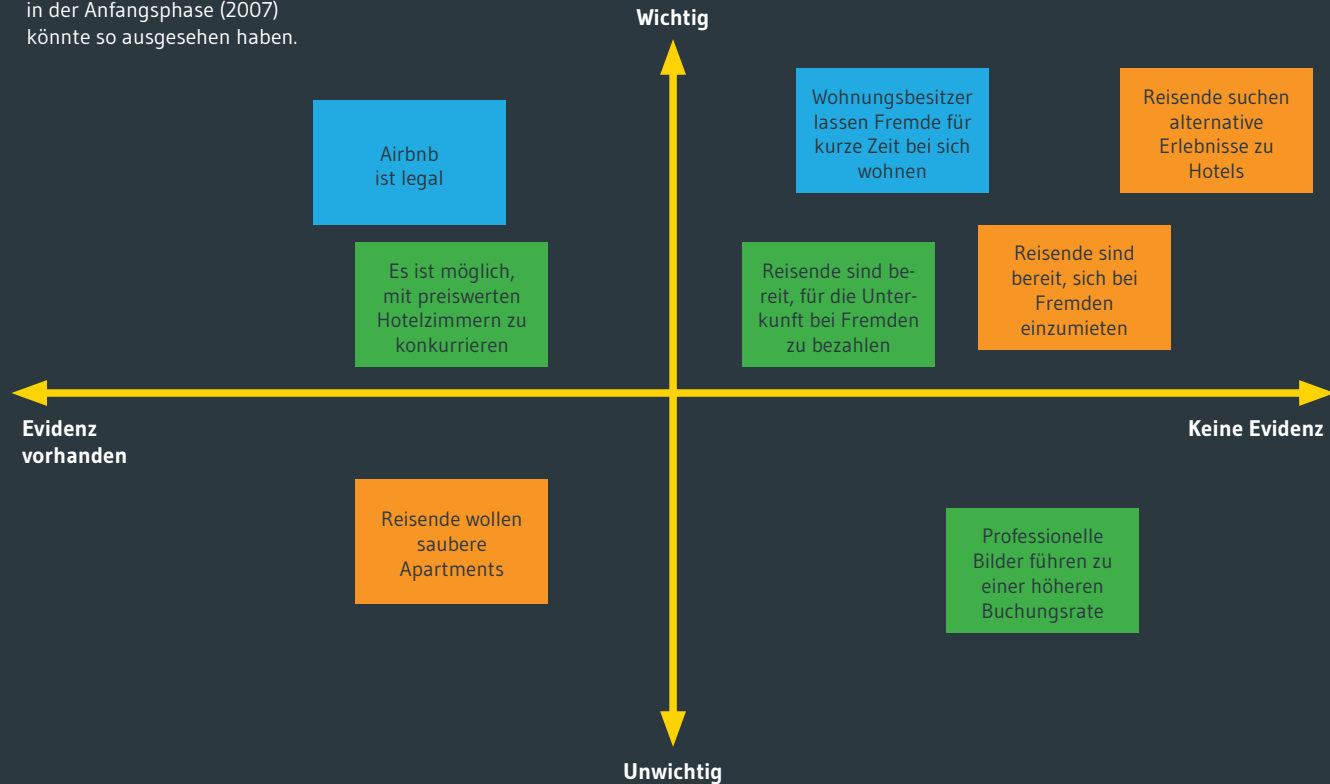 in der Anfangsphase (2007)
könnte so ausgesehen haben.
Wichtig
Airbnb
ist legal
Wohnungsbesitzer
lassen Fremde für
kurze Zeit bei sich
wohnen
Reisende suchen
alternative
Erlebnisse zu
Hotels
Es ist möglich,
mit preiswerten
Hotelzimmern zu
konkurrieren
Reisende sind be-
reit, für die Unter-
kunft bei Fremden
zu bezahlen
Reisende sind
bereit, sich bei
Fremden
einzumieten
Evidenz
vorhanden
Keine Evidenz
Reisende wollen
saubere
Apartments
Professionelle
Bilder führen zu
einer höheren
Buchungsrate
Unwichtig